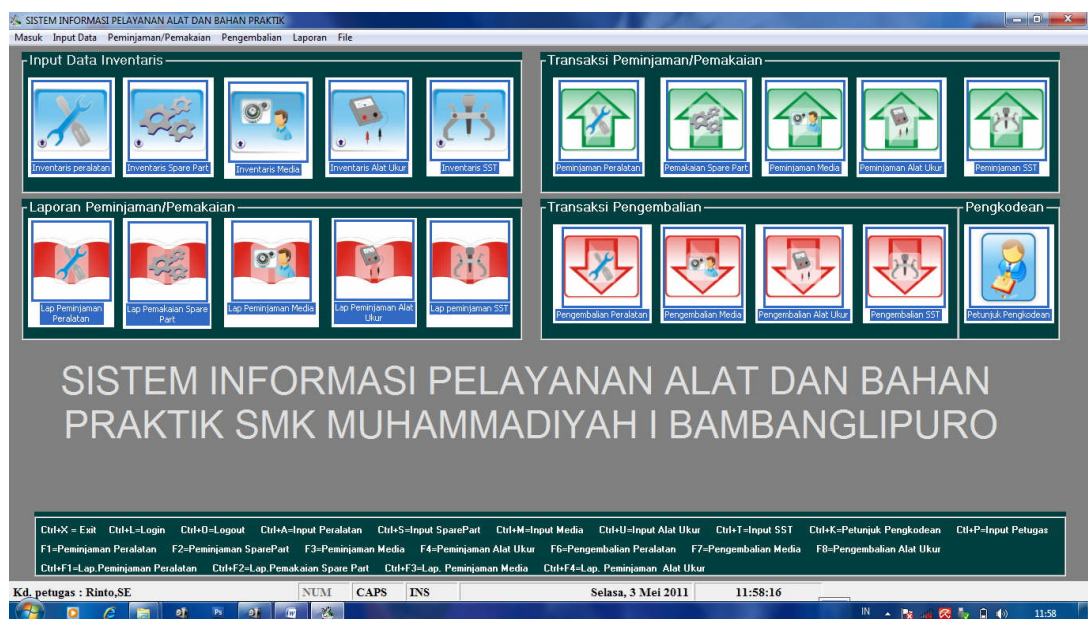 SISTEM INFORMASI PELAYANAN ALAT DAN BAHAN PRAKTIK
Masuk Input Data Peminjaman/Pemakaian Pengembalian Laporan File
Input Data Inventaris
Inventaris peralatan
Inventaris Spare Part
Inventaris Media
Inventaris Alat Ukur
Inventaris SST
Transaksi Peminjaman/Pemakaian
Peminjaman Peralatan
Pemakaian Spare Part
Peminjaman Media
Peminjaman Alat Ukur
Peminjaman SST
Laporan Peminjaman/Pemakaian
Lap Peminjaman
Peralatan
Lap Pemakaian Spare
Part
Lap Peminjaman Media
Lap Peminjaman Alat
Ukur
Lap peminjaman SST
Transaksi Pengembalian
Pengembalian Peralatan
Pengembalian Media
Pengembalian Alat Ukur
Pengembalian SST
Pengkodean
Petunjuk Pengkodean
SISTEM INFORMASI PELAYANAN ALAT DAN BAHAN
PRAKTIK SMK MUHAMMADIYAH I BAMBANGLIPURO
Ctrl+X = Exit Ctrl+L=Login Ctrl+O=Logout Ctrl+A=Input Peralatan Ctrl+S=Input SparePart Ctrl+M=Input Media Ctrl+U=Input Alat Ukur Ctrl+T=Input SST Ctrl+K=Petunjuk Pengkodean Ctl+P=Input Petugas
F1=Peminjaman Peralatan F2=Peminjaman SparePart F3=Peminjaman Media F4=Peminjaman Alat Ukur F6=Pengembalian Peralatan F7=Pengembalian Media F8=Pengembalian Alat Ukur
Ctrl+F1=Lap.Peminjaman Peralatan Ctrl+F2=Lap.Pemakaian Spare Part Ctrl+F3=Lap. Peminjaman Media Ctrl+F4=Lap. Peminjaman Alat Ukur
Kd. petugas : Rinto,SE NUM CAPS INS Selasa, 3 Mei 2011 11:58:16
Ps IN 11:58